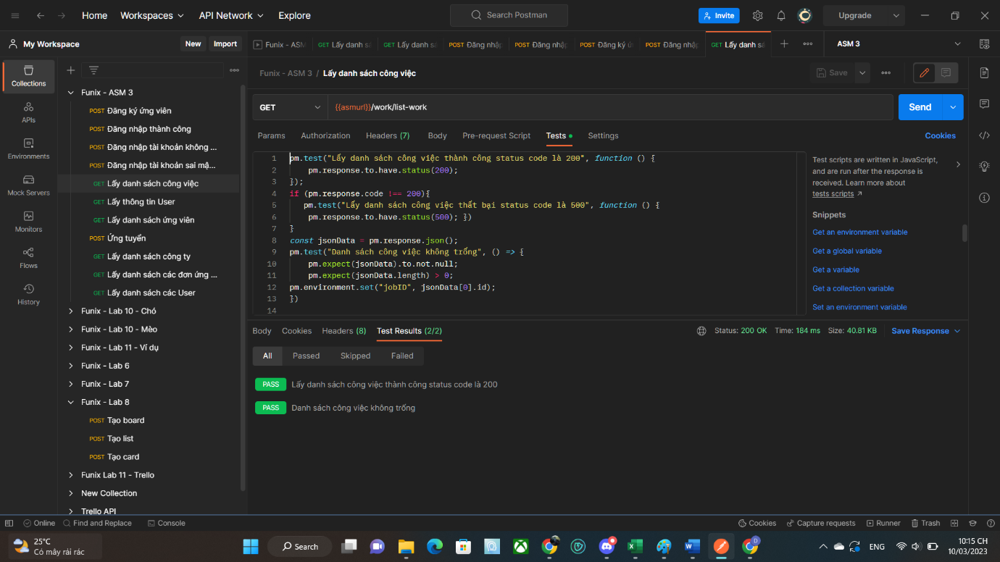 Home
Workspaces
API Network
Explore
Search Postman
Invite
Upgrade
My Workspace
New
Import
Funix - ASM
GET Lấy danh sá
GET Lấy danh sá
POST Đăng nhập
POST Đăng nhập
POST Đăng ký ứn
POST Đăng nhập
GET Lấy danh sá
ASM 3
Collections
APIs
Environments
Mock Servers
Monitors
Flows
History
Funix - ASM 3
POST Đăng ký ứng viên
POST Đăng nhập thành công
POST Đăng nhập tài khoản không ...
POST Đăng nhập tài khoản sai mậ...
GET Lấy danh sách công việc
GET Lấy thông tin User
GET Lấy danh sách ứng viên
POST Ứng tuyển
GET Lấy danh sách công ty
GET Lấy danh sách các đơn ứng ...
GET Lấy danh sách các User
Funix - Lab 10 - Chó
Funix - Lab 10 - Mèo
Funix - Lab 11 - Ví dụ
Funix - Lab 6
Funix - Lab 7
Funix - Lab 8
POST Tạo board
POST Tạo list
POST Tạo card
Funix Lab 11 - Trello
New Collection
Trello API
Funix - ASM 3 / Lấy danh sách công việc
Save
GET
{{asmurl}}/work/list-work
Send
Params
Authorization
Headers (7)
Body
Pre-request Script
Tests
Settings
Cookies
1 pm.test("Lấy danh sách công việc thành công status code là 200", function () {
2 pm.response.to.have.status(200);
3 });
4 if (pm.response.code !== 200){
5 pm.test("Lấy danh sách công việc thất bại status code là 500", function () {
6 pm.response.to.have.status(500); })
7 }
8 const jsonData = pm.response.json();
9 pm.test("Danh sách công việc không trống", () => {
10 pm.expect(jsonData).to.not.null;
11 pm.expect(jsonData.length) > 0;
12 pm.environment.set("jobID", jsonData[0].id);
13 })
14
Test scripts are written in JavaScript,
and are run after the response is
received. Learn more about
tests scripts
Snippets
Get an environment variable
Get a global variable
Get a variable
Get a collection variable
Set an environment variable
Body
Cookies
Headers (8)
Test Results (2/2)
Status: 200 OK
Time: 184 ms
Size: 40.81 KB
Save Response
All
Passed
Skipped
Failed
PASS Lấy danh sách công việc thành công status code là 200
PASS Danh sách công việc không trống
Online
Find and Replace
Console
Cookies
Capture requests
Runner
Trash
25°C
Có mây rải rác
Search
ENG
10:15 CH
10/03/2023